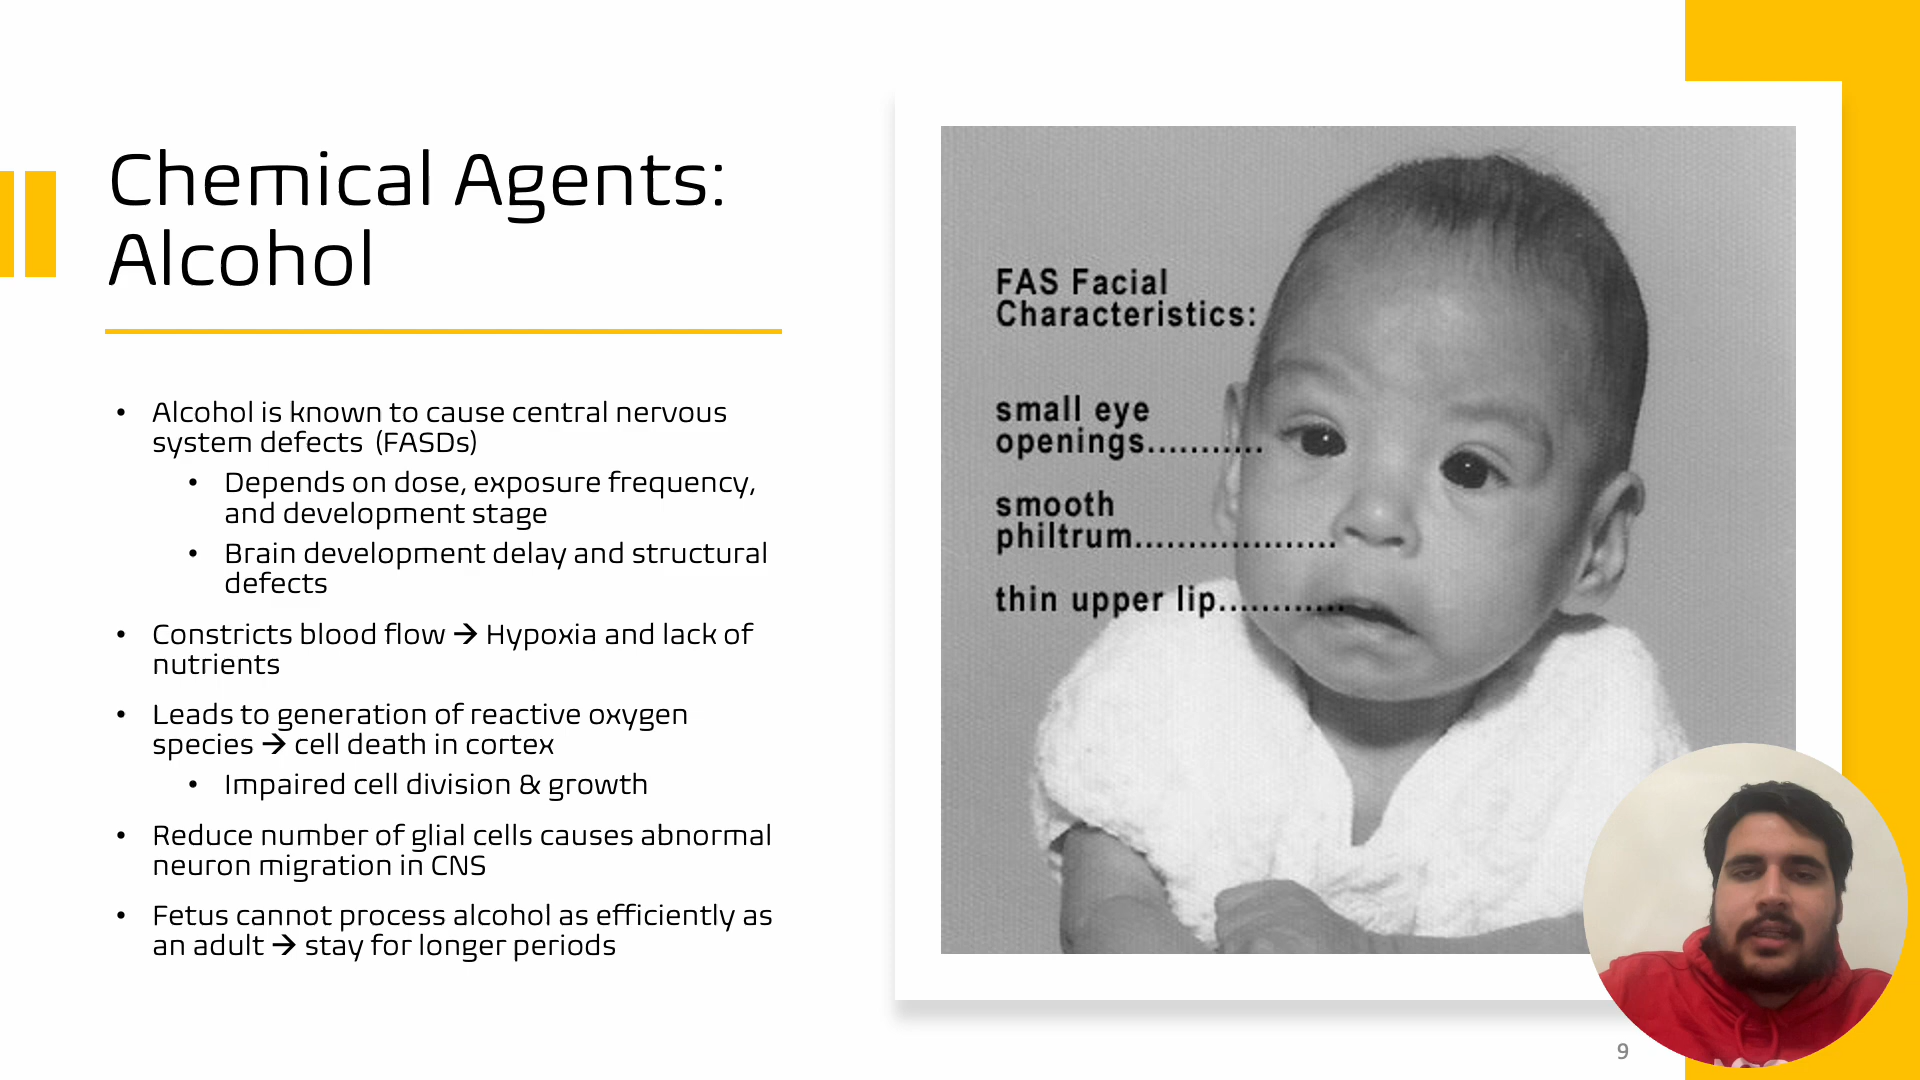 Chemical Agents:
Alcohol
• Alcohol is known to cause central nervous
system defects (FASDs)
• Depends on dose, exposure frequency,
and development stage
• Brain development delay and structural
defects
• Constricts blood flow → Hypoxia and lack of
nutrients
• Leads to generation of reactive oxygen
species → cell death in cortex
• Impaired cell division & growth
• Reduce number of glial cells causes abnormal
neuron migration in CNS
• Fetus cannot process alcohol as efficiently as
an adult → stay for longer periods
FAS Facial
Characteristics:
small eye
openings...........
smooth
philtrum...................
thin upper lip............
9